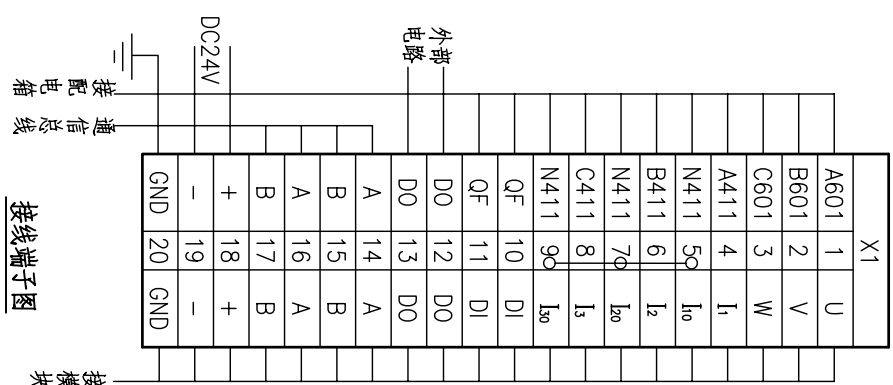 X1
A601 1 U
B601 2 V
C601 3 W
A411 4 I₁
N411 5 I₁₀
B411 6 I₂
N411 7 I₂₀
C411 8 I₃
N411 9 I₃₀
QF 10 DI
QF 11 DI
DO 12 DO
DO 13 DO
A 14 A
B 15 B
A 16 A
B 17 B
+ 18 +
- 19 -
GND 20 GND
外部
电路
DC24V
接配电箱
通信总线
接模块
接线端子图